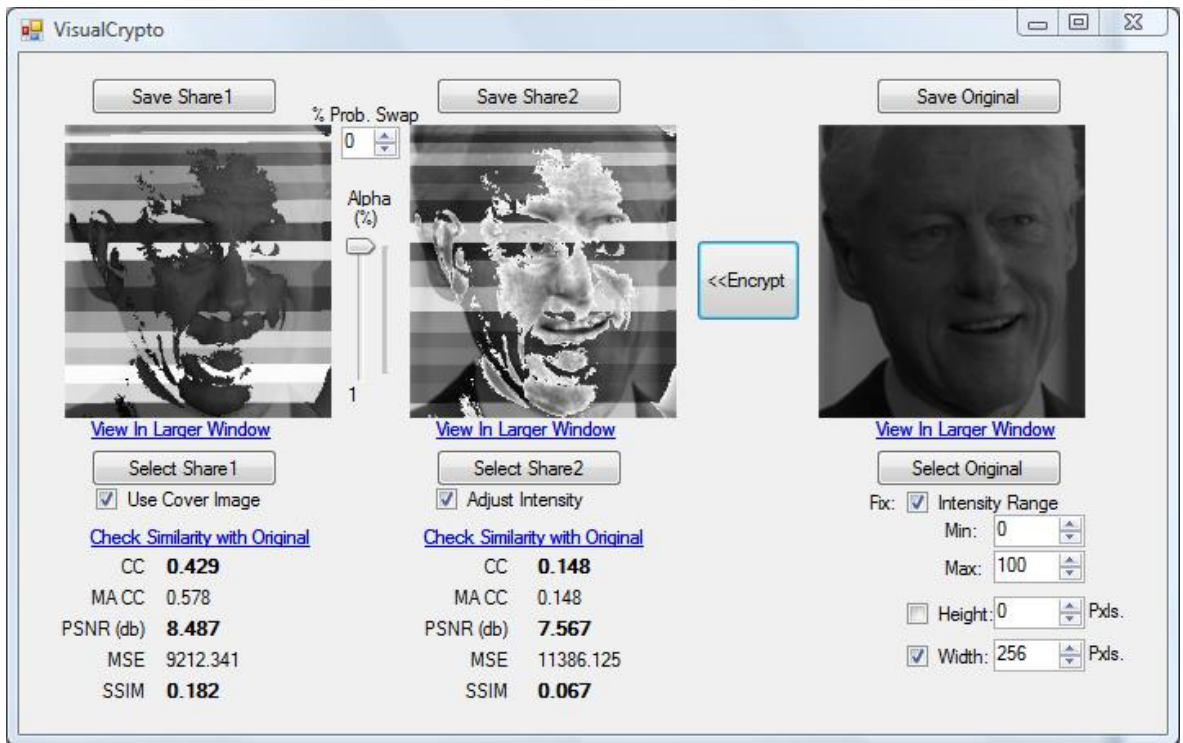 VisualCrypto
Save Share1
Save Share2
Save Original
% Prob. Swap
0
Alpha
(%)
<<Encrypt
1
View In Larger Window
View In Larger Window
View In Larger Window
Select Share1
Select Share2
Select Original
Use Cover Image
Adjust Intensity
Fix: Intensity Range
Min: 0
Max: 100
Height: 0 Pxls.
Width: 256 Pxls.
Check Similarity with Original
CC 0.429
MA CC 0.578
PSNR (db) 8.487
MSE 9212.341
SSIM 0.182
Check Similarity with Original
CC 0.148
MA CC 0.148
PSNR (db) 7.567
MSE 11386.125
SSIM 0.067